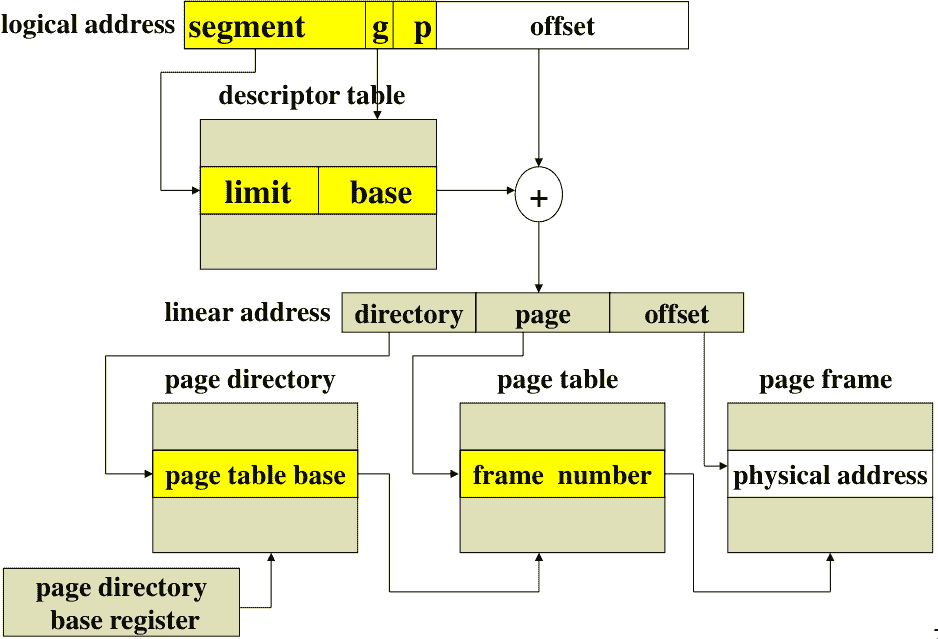 logical address segment g p offset
descriptor table
limit base
+
linear address directory page offset
page directory page table page frame
page table base frame number physical address
page directory
base register